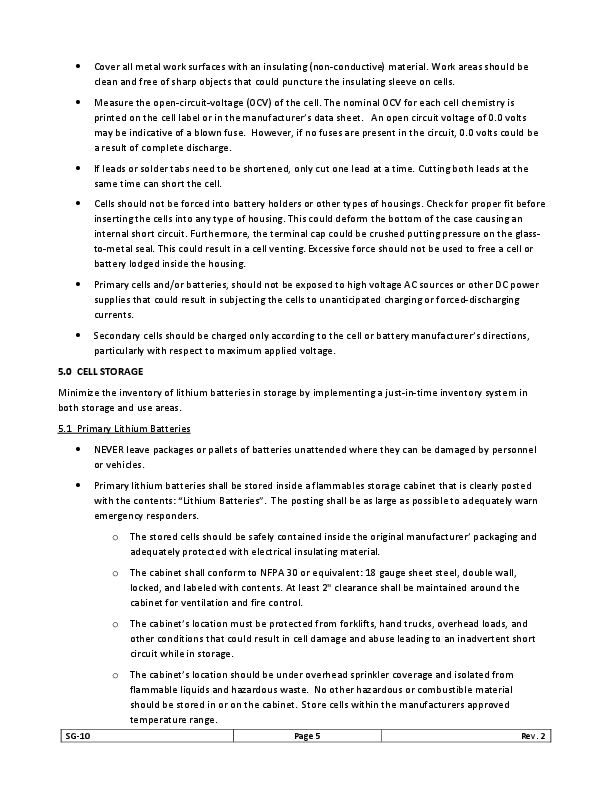 • Cover all metal work surfaces with an insulating (non-conductive) material. Work areas should be
clean and free of sharp objects that could puncture the insulating sleeve on cells.
• Measure the open-circuit-voltage (OCV) of the cell. The nominal OCV for each cell chemistry is
printed on the cell label or in the manufacturer's data sheet. An open circuit voltage of 0.0 volts
may be indicative of a blown fuse. However, if no fuses are present in the circuit, 0.0 volts could be
a result of complete discharge.
• If leads or solder tabs need to be shortened, only cut one lead at a time. Cutting both leads at the
same time can short the cell.
• Cells should not be forced into battery holders or other types of housings. Check for proper fit before
inserting the cells into any type of housing. This could deform the bottom of the case causing an
internal short circuit. Furthermore, the terminal cap could be crushed putting pressure on the glass-
to-metal seal. This could result in a cell venting. Excessive force should not be used to free a cell or
battery lodged inside the housing.
• Primary cells and/or batteries, should not be exposed to high voltage AC sources or other DC power
supplies that could result in subjecting the cells to unanticipated charging or forced-discharging
currents.
• Secondary cells should be charged only according to the cell or battery manufacturer's directions,
particularly with respect to maximum applied voltage.
5.0 CELL STORAGE
Minimize the inventory of lithium batteries in storage by implementing a just-in-time inventory system in
both storage and use areas.
5.1 Primary Lithium Batteries
• NEVER leave packages or pallets of batteries unattended where they can be damaged by personnel
or vehicles.
• Primary lithium batteries shall be stored inside a flammables storage cabinet that is clearly posted
with the contents: "Lithium Batteries". The posting shall be as large as possible to adequately warn
emergency responders.
o The stored cells should be safely contained inside the original manufacturer' packaging and
adequately protected with electrical insulating material.
o The cabinet shall conform to NFPA 30 or equivalent: 18 gauge sheet steel, double wall,
locked, and labeled with contents. At least 2" clearance shall be maintained around the
cabinet for ventilation and fire control.
o The cabinet's location must be protected from forklifts, hand trucks, overhead loads, and
other conditions that could result in cell damage and abuse leading to an inadvertent short
circuit while in storage.
o The cabinet's location should be under overhead sprinkler coverage and isolated from
flammable liquids and hazardous waste. No other hazardous or combustible material
should be stored in or on the cabinet. Store cells within the manufacturers approved
temperature range.
SG-10 Page 5 Rev. 2